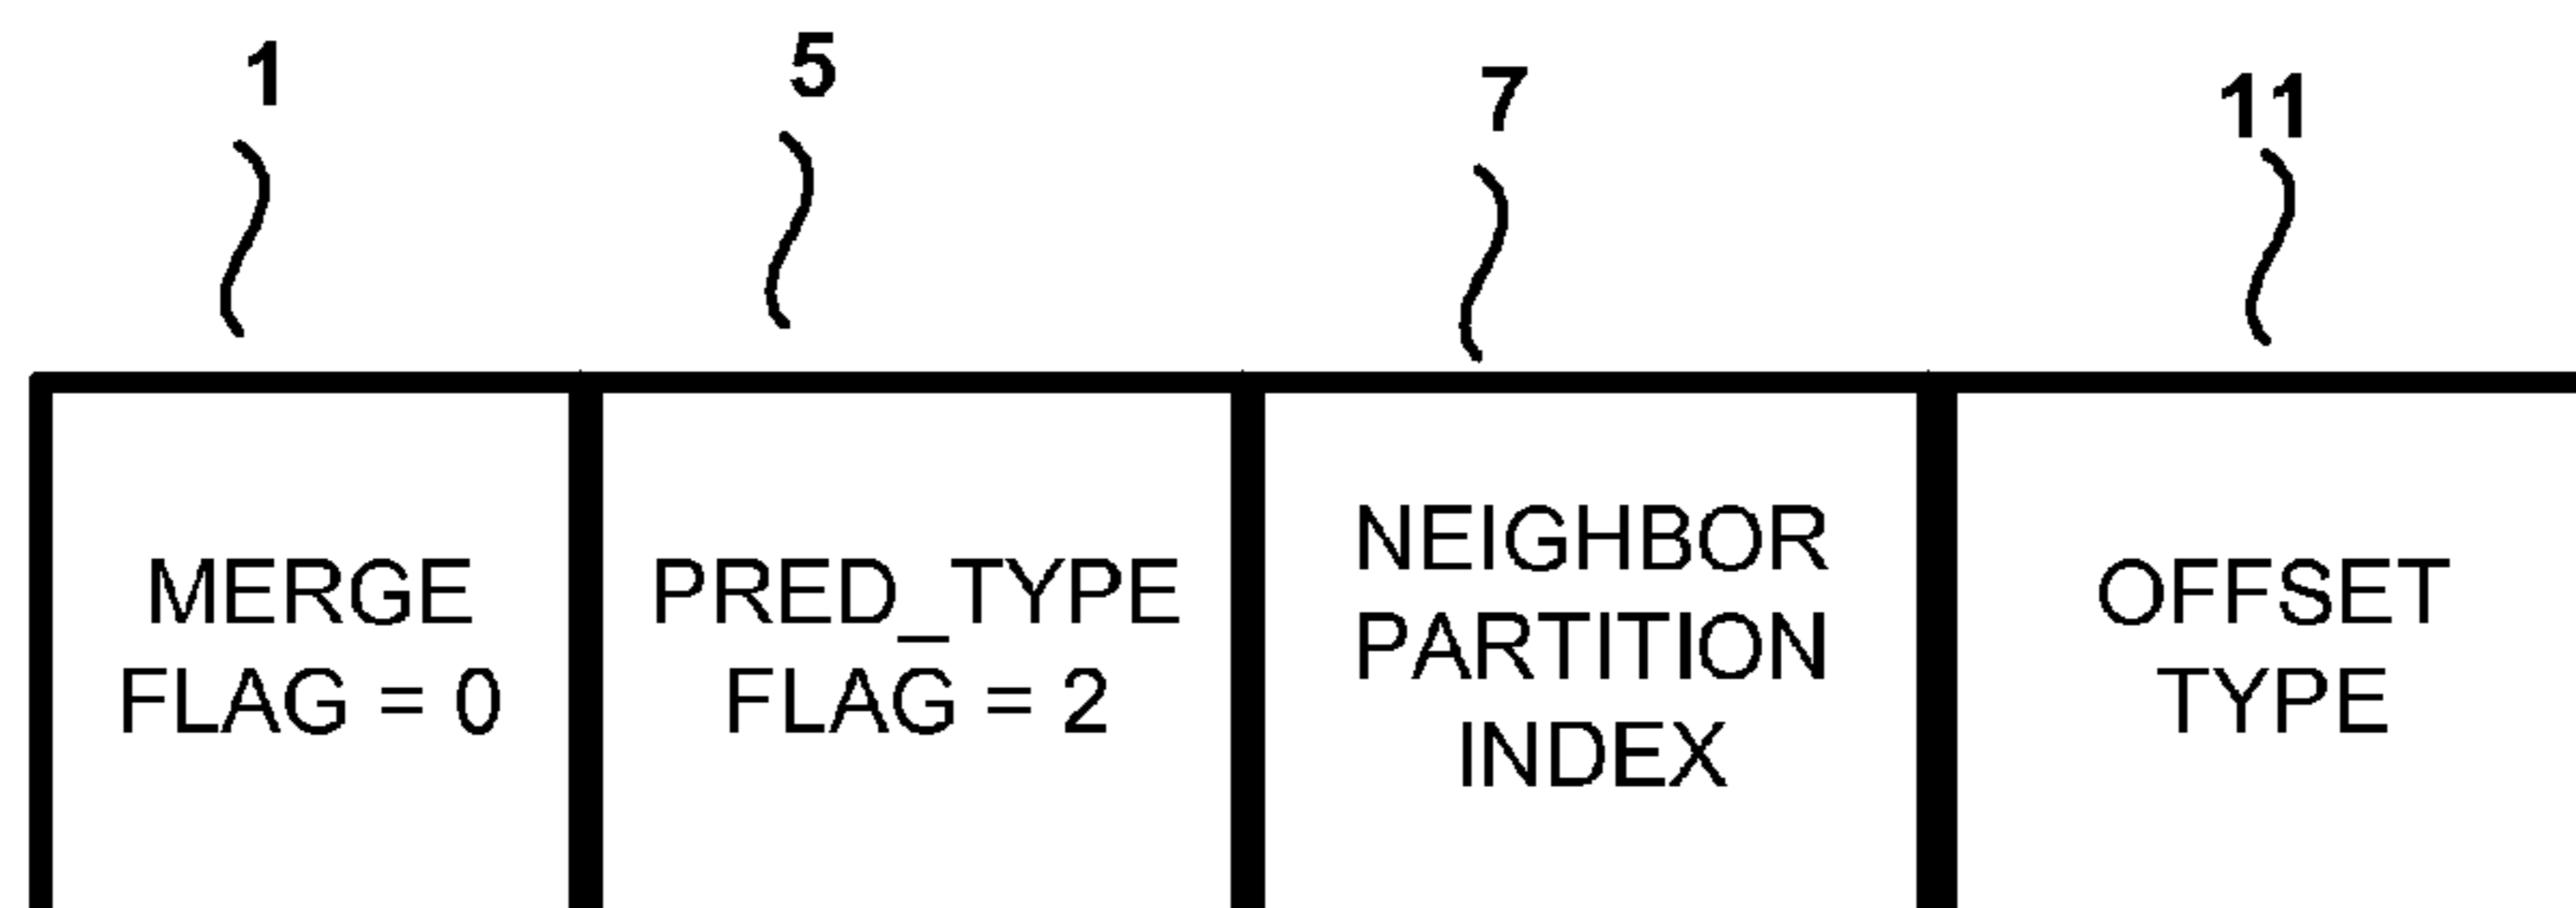 1
5
7
11
MERGE
FLAG = 0
PRED_TYPE
FLAG = 2
NEIGHBOR
PARTITION
INDEX
OFFSET
TYPE